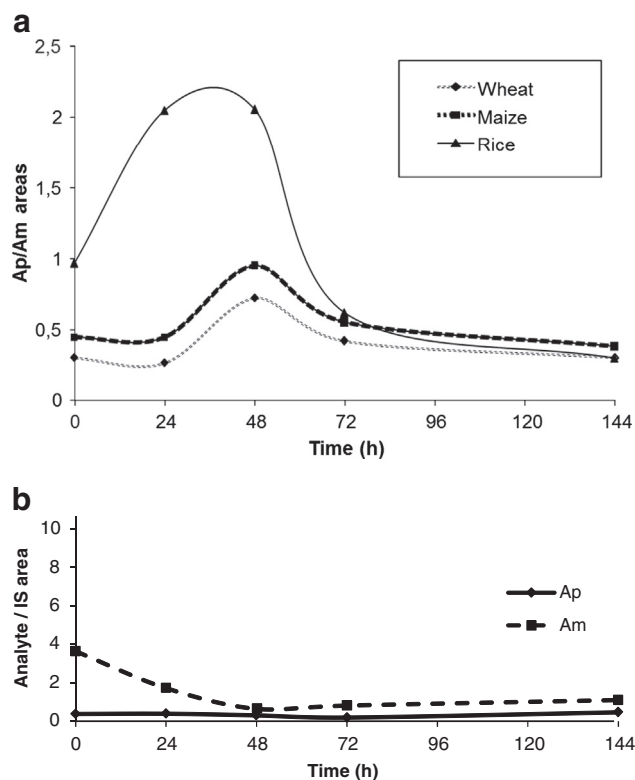 a
2,5
2
1,5
1
0,5
0
Ap/Am areas
Wheat
Maize
Rice
0 24 48 72 96 120 144
Time (h)
b
10
8
6
4
2
0
Analyte / IS area
Ap
Am
0 24 48 72 96 120 144
Time (h)